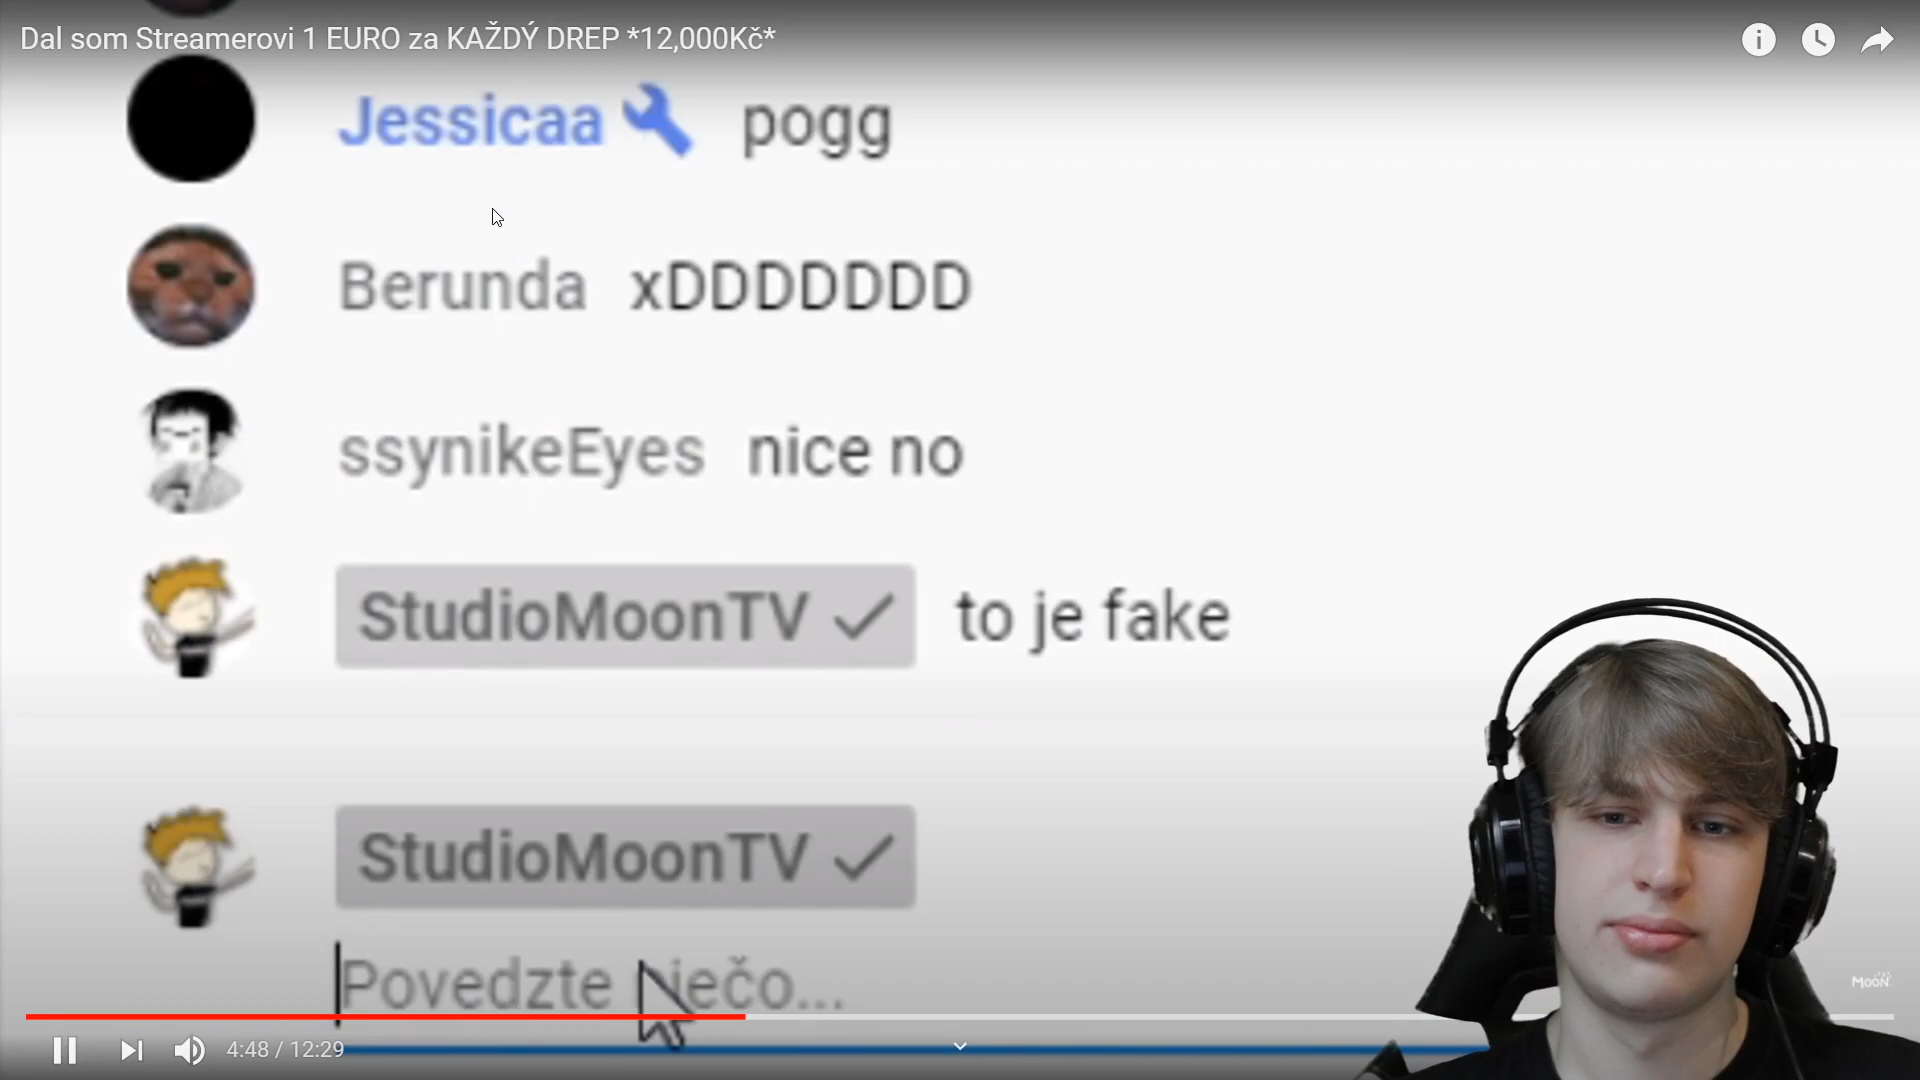 Dal som Streamerovi 1 EURO za KAŽDÝ DREP *12,000Kč*
Jessicaa pogg
Berunda xDDDDDDD
ssynikeEyes nice no
StudioMoonTV to je fake
StudioMoonTV
Povedzte niečo...
MOON
4:48 / 12:29